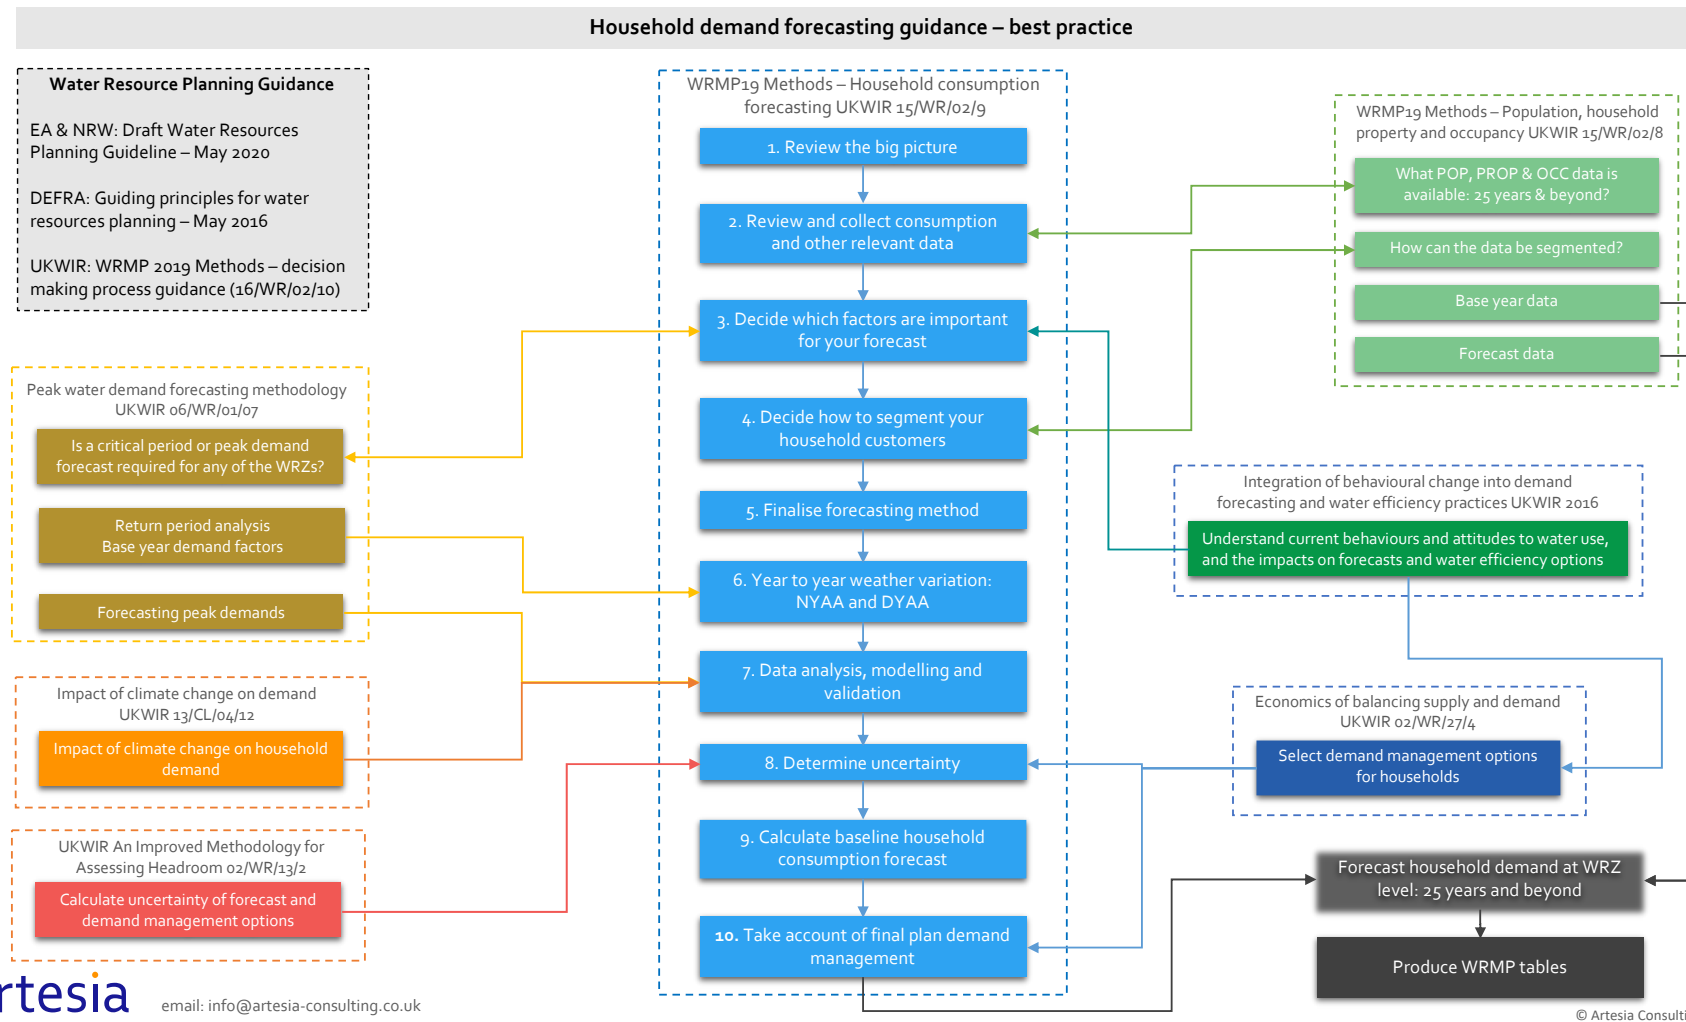 Household demand forecasting guidance – best practice
Water Resource Planning Guidance
EA & NRW: Draft Water Resources
Planning Guideline – May 2020
DEFRA: Guiding principles for water
resources planning – May 2016
UKWIR: WRMP 2019 Methods – decision
making process guidance (16/WR/02/10)
Peak water demand forecasting methodology
UKWIR 06/WR/01/07
Is a critical period or peak demand
forecast required for any of the WRZs?
Return period analysis
Base year demand factors
Forecasting peak demands
Impact of climate change on demand
UKWIR 13/CL/04/12
Impact of climate change on household
demand
UKWIR An Improved Methodology for
Assessing Headroom 02/WR/13/2
Calculate uncertainty of forecast and
demand management options
WRMP19 Methods – Household consumption
forecasting UKWIR 15/WR/02/9
1. Review the big picture
2. Review and collect consumption
and other relevant data
3. Decide which factors are important
for your forecast
4. Decide how to segment your
household customers
5. Finalise forecasting method
6. Year to year weather variation:
NYAA and DYAA
7. Data analysis, modelling and
validation
8. Determine uncertainty
9. Calculate baseline household
consumption forecast
10. Take account of final plan demand
management
WRMP19 Methods – Population, household
property and occupancy UKWIR 15/WR/02/8
What POP, PROP & OCC data is
available: 25 years & beyond?
How can the data be segmented?
Base year data
Forecast data
Integration of behavioural change into demand
forecasting and water efficiency practices UKWIR 2016
Understand current behaviours and attitudes to water use,
and the impacts on forecasts and water efficiency options
Economics of balancing supply and demand
UKWIR 02/WR/27/4
Select demand management options
for households
Forecast household demand at WRZ
level: 25 years and beyond
Produce WRMP tables
rtesia
email: info@artesia-consulting.co.uk
© Artesia Consulti